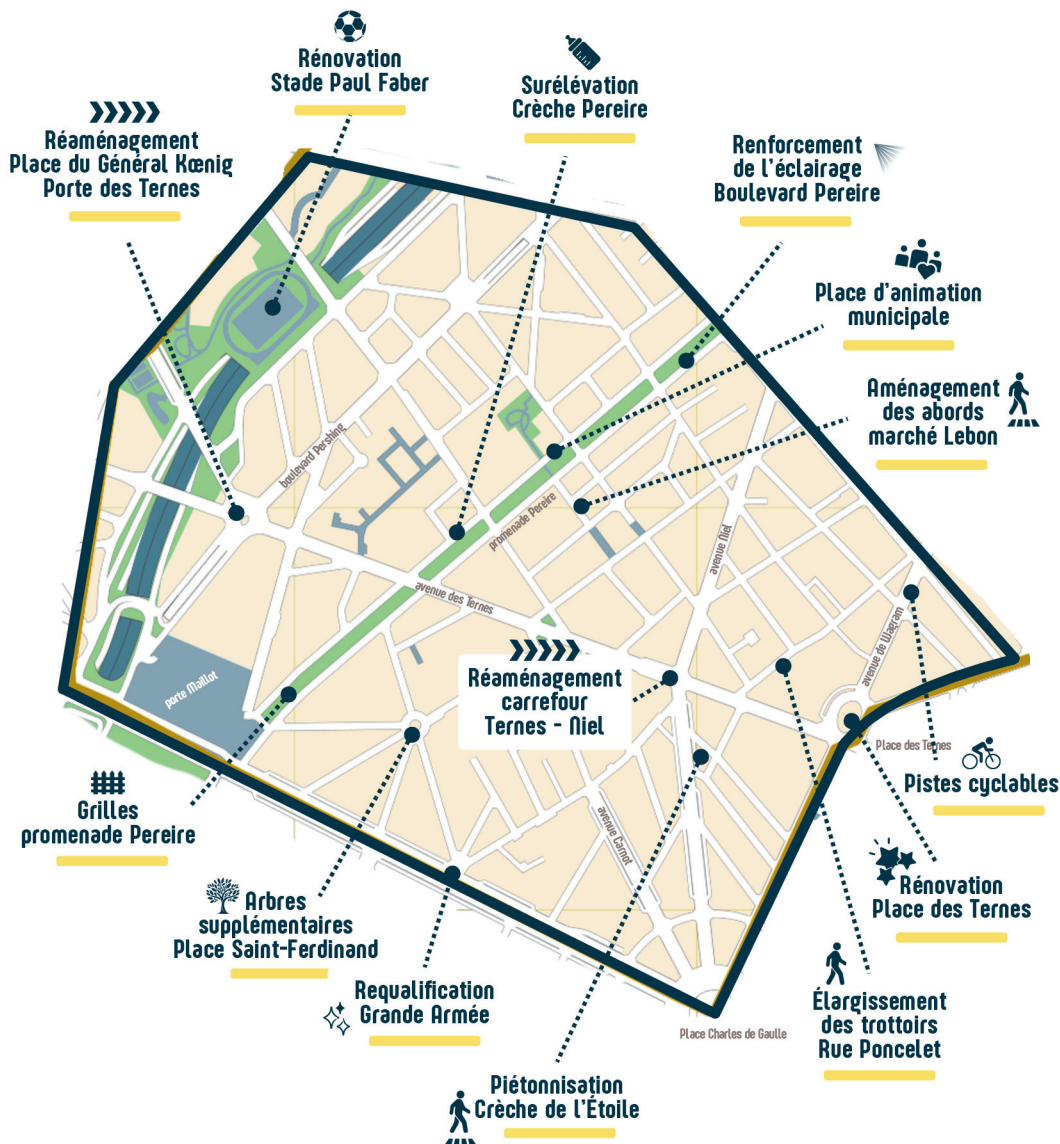 Rénovation
Stade Paul Faber
Surélévation
Crèche Pereire
Réaménagement
Place du Général Kœnig
Porte des Ternes
Renforcement
de l'éclairage
Boulevard Pereire
Place d'animation
municipale
Aménagement
des abords
marché Lebon
boulevard Pershing
promenade Pereire
avenue Niel
avenue des Ternes
avenue de Wagram
Réaménagement
carrefour
Ternes - Niel
porte Maillot
Place des Ternes
Pistes cyclables
Grilles
promenade Pereire
avenue Carnot
Arbres
supplémentaires
Place Saint-Ferdinand
Rénovation
Place des Ternes
Requalification
Grande Armée
Élargissement
des trottoirs
Rue Poncelet
Place Charles de Gaulle
Piétonnisation
Crèche de l'Étoile